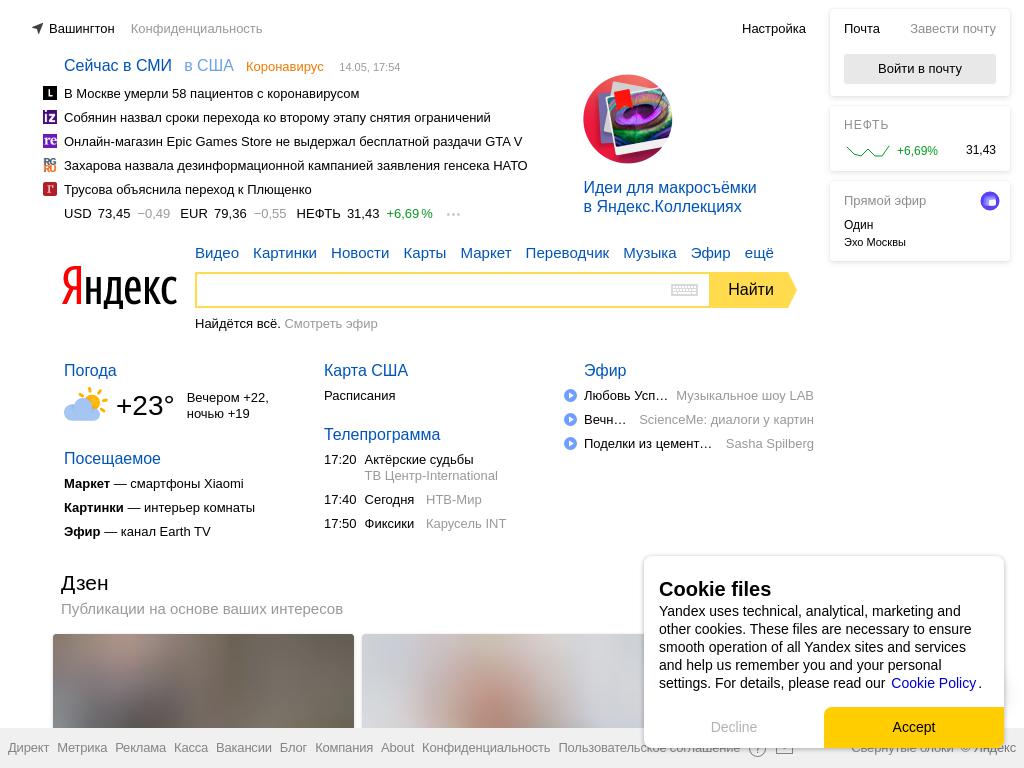 Вашингтон Конфиденциальность Настройка
Почта Завести почту
Войти в почту
Сейчас в СМИ в США Коронавирус 14.05, 17:54
L В Москве умерли 58 пациентов с коронавирусом
iz Собянин назвал сроки перехода ко второму этапу снятия ограничений
re Онлайн-магазин Epic Games Store не выдержал бесплатной раздачи GTA V
RG RU Захарова назвала дезинформационной кампанией заявления генсека НАТО
Г Трусова объяснила переход к Плющенко
USD 73,45 −0,49 EUR 79,36 −0,55 НЕФТЬ 31,43 +6,69 %
Идеи для макросъёмки
в Яндекс.Коллекциях
НЕФТЬ
+6,69% 31,43
Прямой эфир
Один
Эхо Москвы
Видео Картинки Новости Карты Маркет Переводчик Музыка Эфир ещё
Яндекс
Найти
Найдётся всё. Смотреть эфир
Погода
+23° Вечером +22,
ночью +19
Посещаемое
Маркет — смартфоны Xiaomi
Картинки — интерьер комнаты
Эфир — канал Earth TV
Карта США
Расписания
Телепрограмма
17:20 Актёрские судьбы
ТВ Центр-International
17:40 Сегодня НТВ-Мир
17:50 Фиксики Карусель INT
Эфир
Любовь Усп… Музыкальное шоу LAB
Вечн… ScienceMe: диалоги у картин
Поделки из цемент… Sasha Spilberg
Дзен
Публикации на основе ваших интересов
Cookie files
Yandex uses technical, analytical, marketing and
other cookies. These files are necessary to ensure
smooth operation of all Yandex sites and services
and help us remember you and your personal
settings. For details, please read our Cookie Policy.
Decline Accept
Директ Метрика Реклама Касса Вакансии Блог Компания About Конфиденциальность Пользовательское соглашение ? Свёрнутые блоки © Яндекс